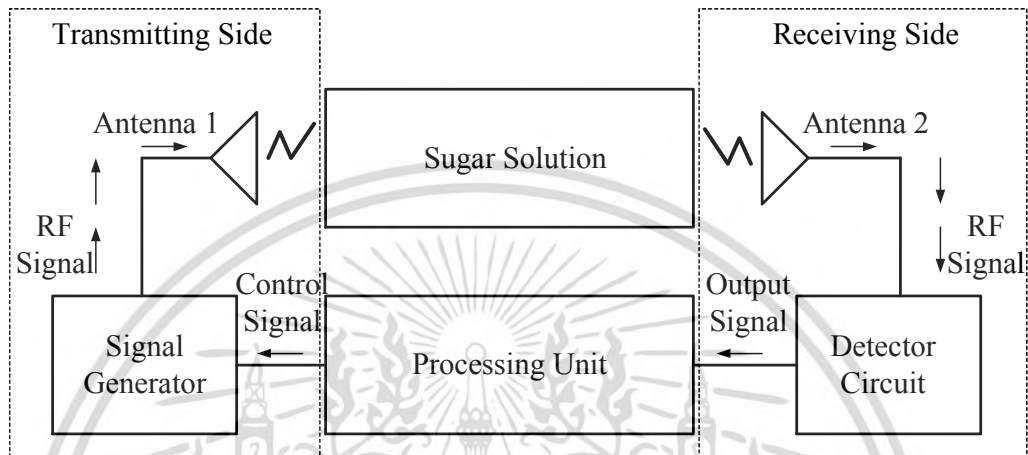 Transmitting Side
Receiving Side
Antenna 1
Antenna 2
Sugar Solution
RF
Signal
RF
Signal
Control
Signal
Output
Signal
Signal
Generator
Processing Unit
Detector
Circuit